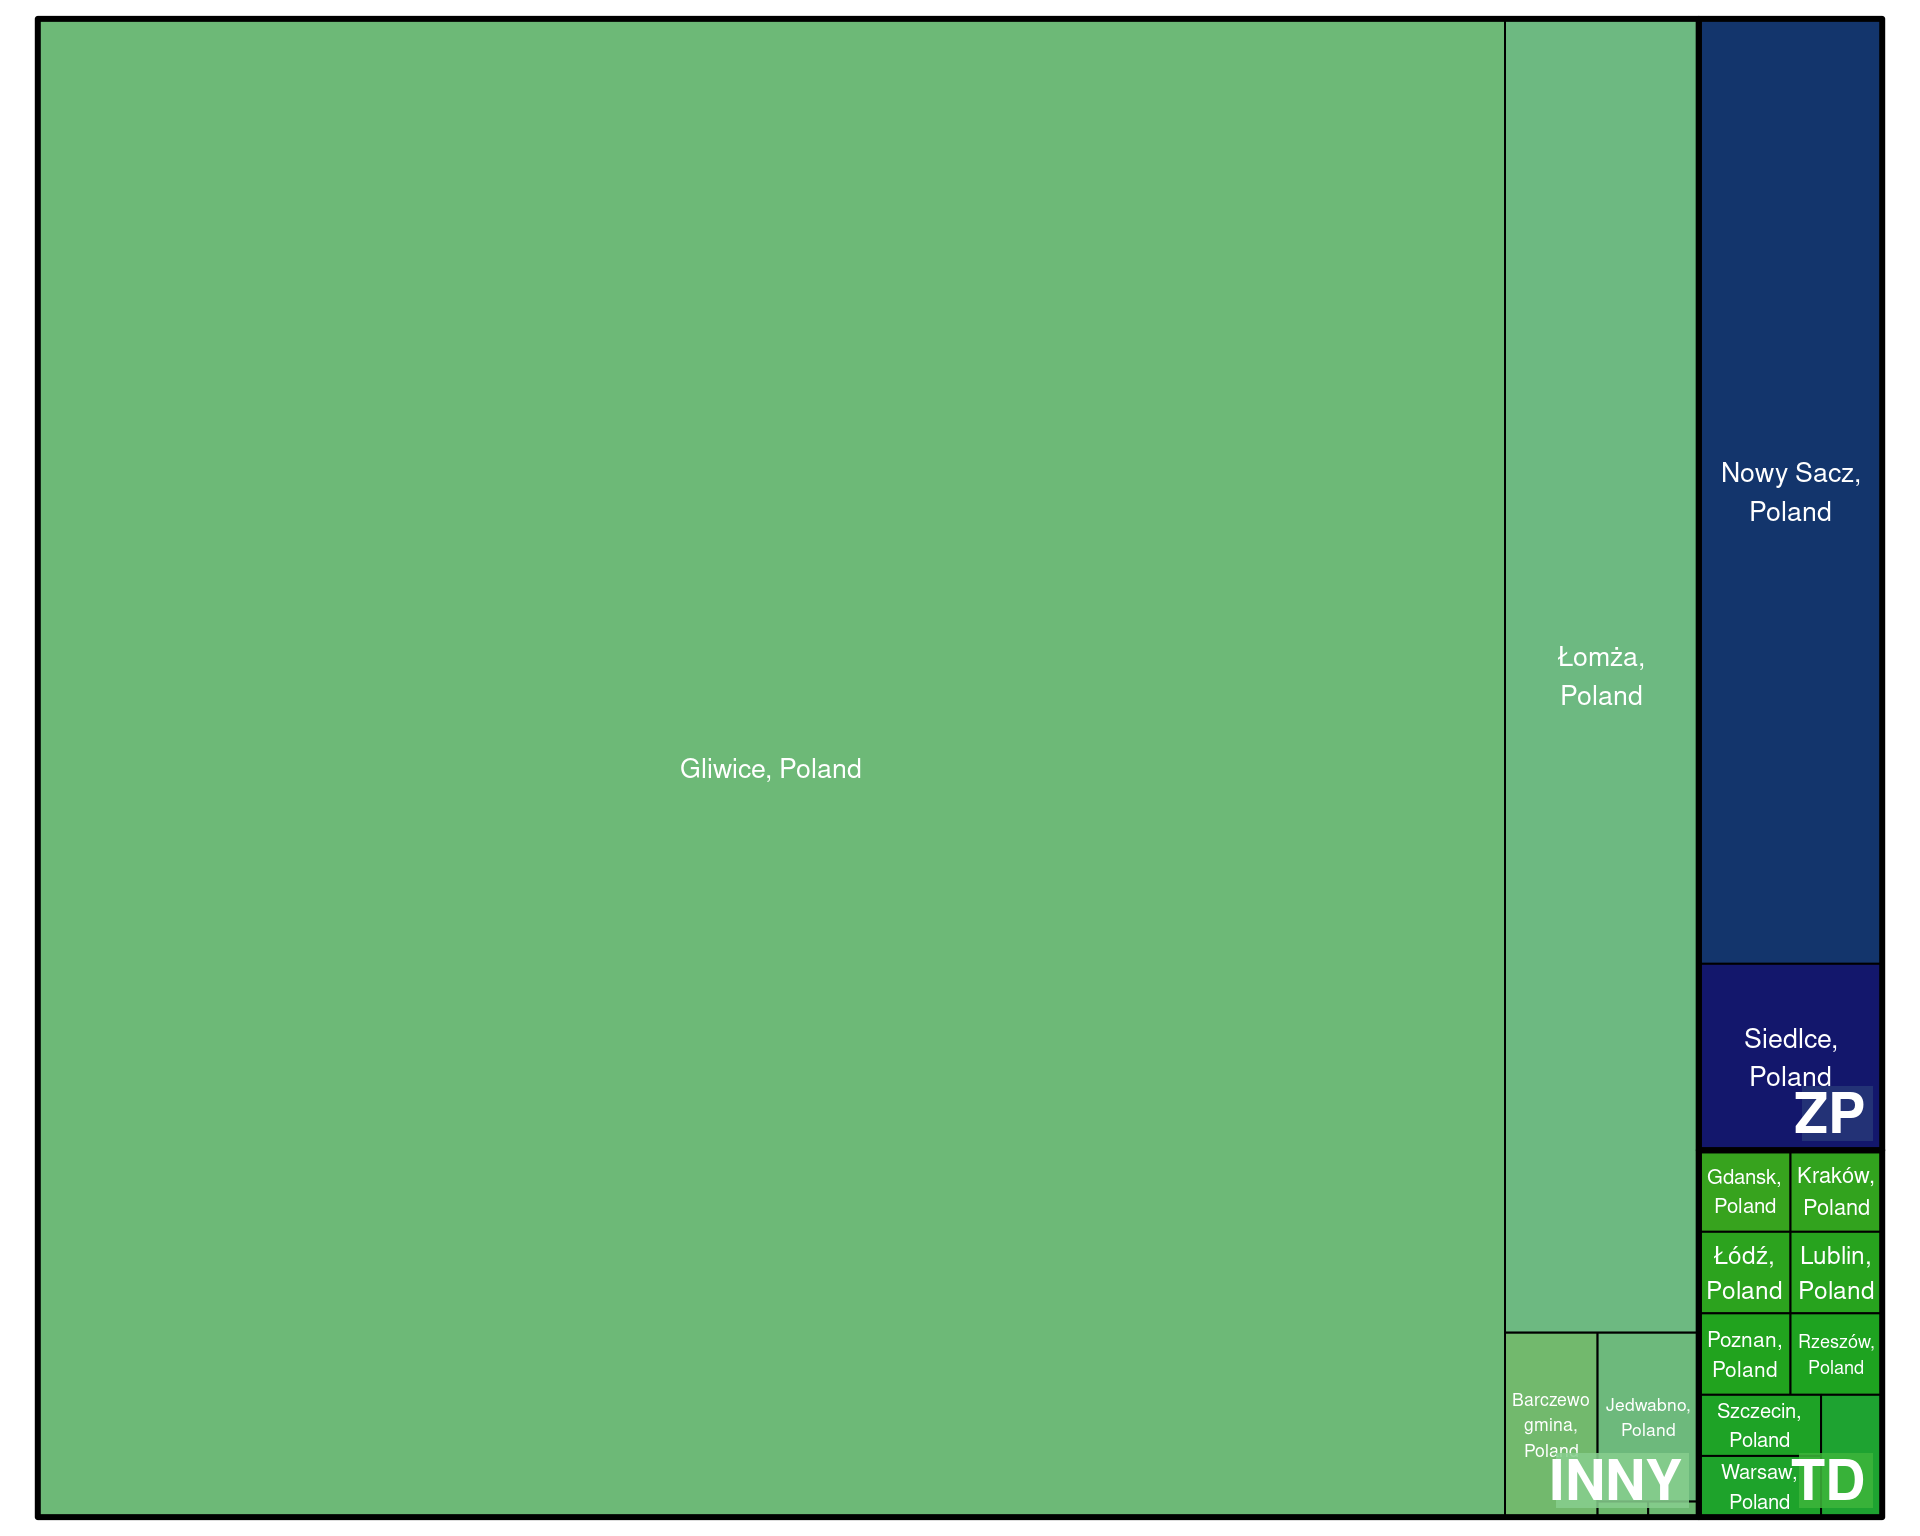 Gliwice, Poland
Łomża,
Poland
Barczewo
gmina,
Poland
Jedwabno,
Poland
INNY
Nowy Sacz,
Poland
Siedlce,
Poland
ZP
Gdansk,
Poland
Kraków,
Poland
Łódź,
Poland
Lublin,
Poland
Poznan,
Poland
Rzeszów,
Poland
Szczecin,
Poland
Warsaw,
Poland
TD